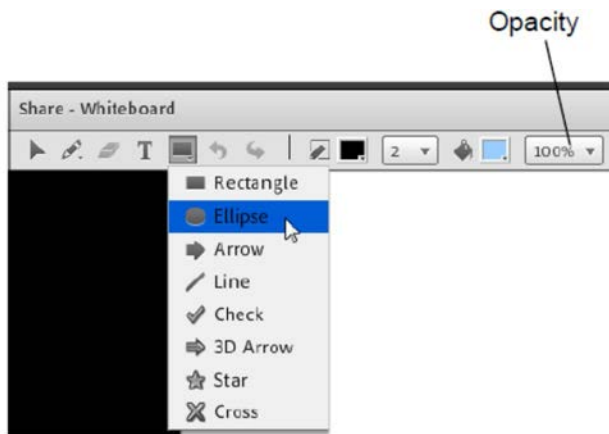 Opacity
Share - Whiteboard
T
2
100%
Rectangle
Ellipse
Arrow
Line
Check
3D Arrow
Star
Cross